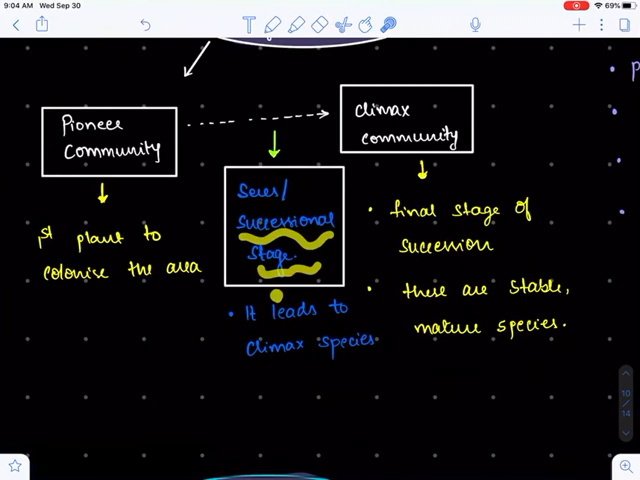 9:04 AM Wed Sep 30
69%
Pioneer
Community
climax
community
Seres/
Successional
stage.
1st plant to
colonise the area
• It leads to
climax species
• final stage of
succession
• these are stable,
mature species.
P
10
/
14